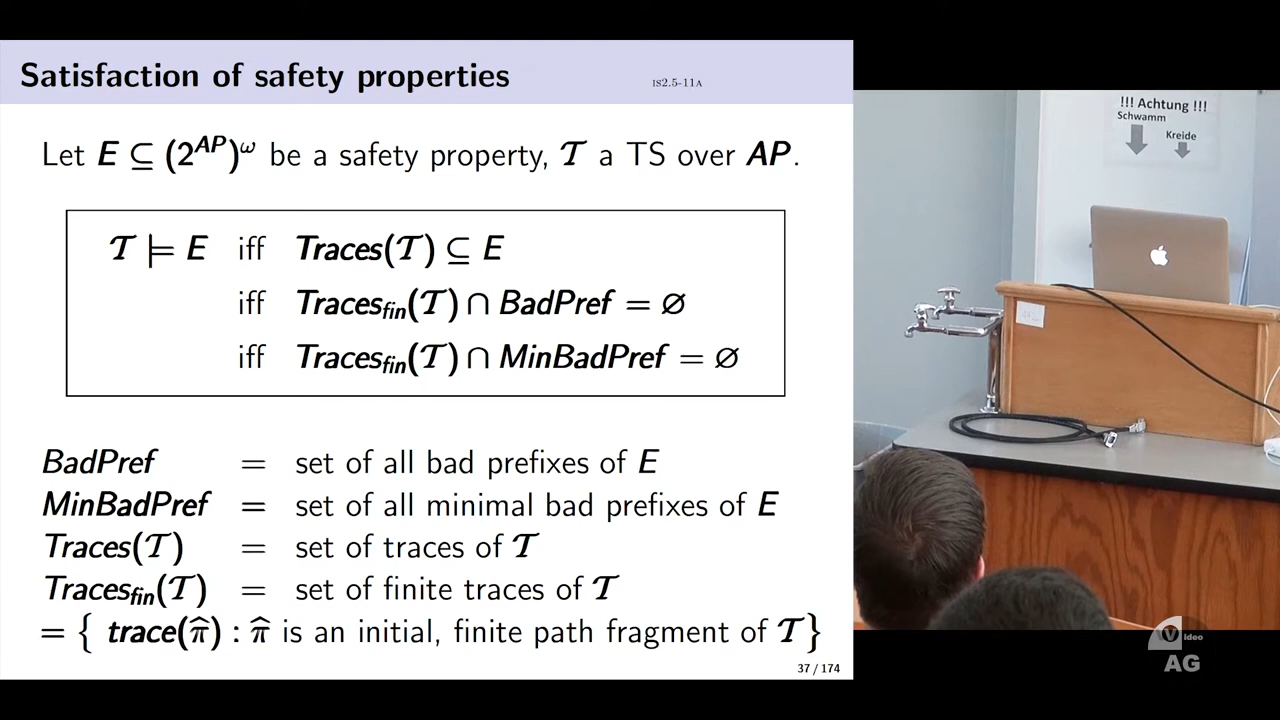 Satisfaction of safety properties
IS2.5-11A
Let E ⊆ (2^AP)^ω be a safety property, 𝒯 a TS over AP.
𝒯 ⊨ E iff Traces(𝒯) ⊆ E
iff Traces_fin(𝒯) ∩ BadPref = ∅
iff Traces_fin(𝒯) ∩ MinBadPref = ∅
BadPref = set of all bad prefixes of E
MinBadPref = set of all minimal bad prefixes of E
Traces(𝒯) = set of traces of 𝒯
Traces_fin(𝒯) = set of finite traces of 𝒯
= { trace(π̂) : π̂ is an initial, finite path fragment of 𝒯}
37 / 174
!!! Achtung !!!
Schwamm
Kreide
Video
AG